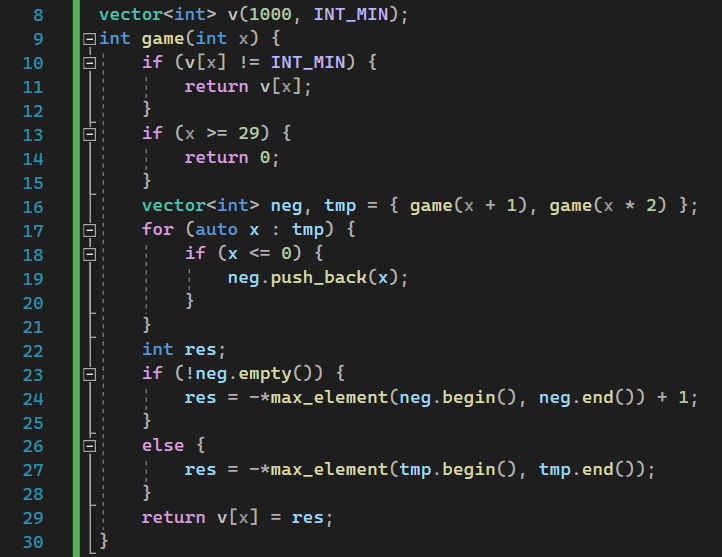 8 vector<int> v(1000, INT_MIN);
9 int game(int x) {
10 if (v[x] != INT_MIN) {
11 return v[x];
12 }
13 if (x >= 29) {
14 return 0;
15 }
16 vector<int> neg, tmp = { game(x + 1), game(x * 2) };
17 for (auto x : tmp) {
18 if (x <= 0) {
19 neg.push_back(x);
20 }
21 }
22 int res;
23 if (!neg.empty()) {
24 res = -*max_element(neg.begin(), neg.end()) + 1;
25 }
26 else {
27 res = -*max_element(tmp.begin(), tmp.end());
28 }
29 return v[x] = res;
30 }